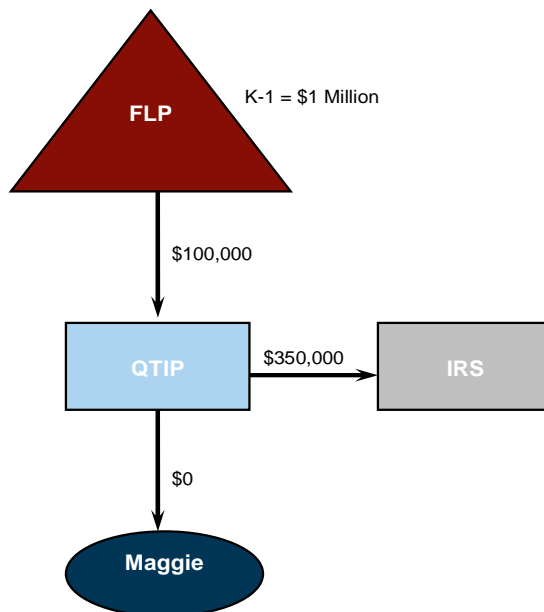 FLP
K-1 = $1 Million
$100,000
QTIP
$350,000
IRS
$0
Maggie